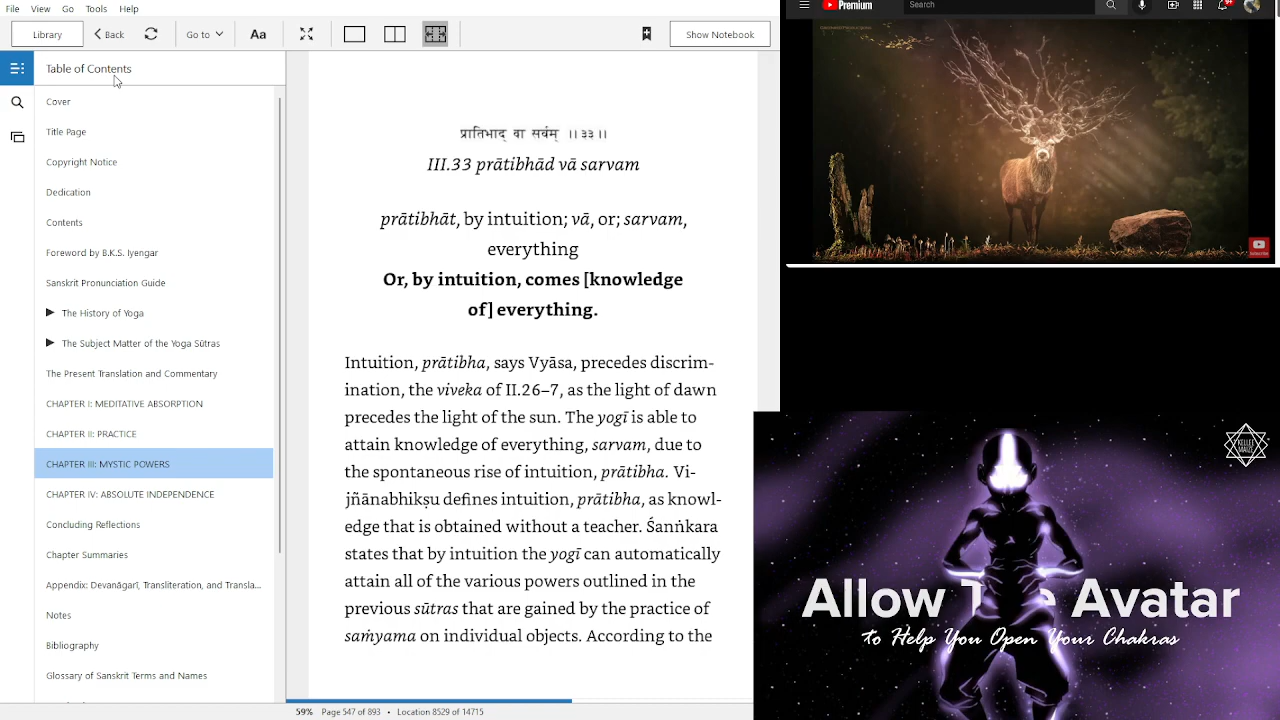 File View Go Tools Help
Library Back Go to Aa Show Notebook
Table of Contents
Cover
Title Page
Copyright Notice
Dedication
Contents
Foreword by B.K.S. Iyengar
Sanskrit Pronunciation Guide
The History of Yoga
The Subject Matter of the Yoga Sūtras
The Present Translation and Commentary
CHAPTER I: MEDITATIVE ABSORPTION
CHAPTER II: PRACTICE
CHAPTER III: MYSTIC POWERS
CHAPTER IV: ABSOLUTE INDEPENDENCE
Concluding Reflections
Chapter Summaries
Appendix: Devanāgarī, Transliteration, and Transla...
Notes
Bibliography
Glossary of Sanskrit Terms and Names
प्रातिभाद् वा सर्वम् ।।३३।।
III.33 prātibhād vā sarvam
prātibhāt, by intuition; vā, or; sarvam,
everything
Or, by intuition, comes [knowledge
of] everything.
Intuition, prātibha, says Vyāsa, precedes discrim-
ination, the viveka of II.26–7, as the light of dawn
precedes the light of the sun. The yogī is able to
attain knowledge of everything, sarvam, due to
the spontaneous rise of intuition, prātibha. Vi-
jñānabhikṣu defines intuition, prātibha, as knowl-
edge that is obtained without a teacher. Śaṅkara
states that by intuition the yogī can automatically
attain all of the various powers outlined in the
previous sūtras that are gained by the practice of
saṁyama on individual objects. According to the
59% Page 547 of 893 • Location 8529 of 14715
Premium Search 9+
Subscribe
Allow The Avatar
to Help You Open Your Chakras